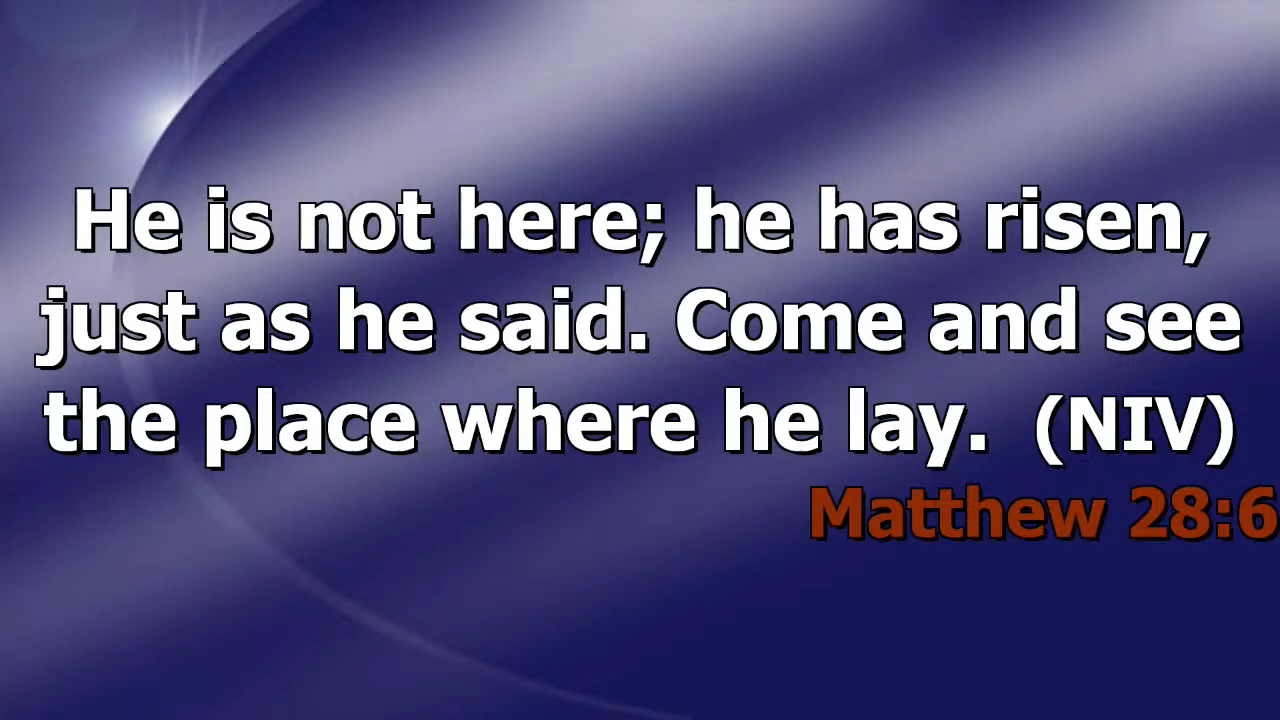 He is not here; he has risen,
just as he said. Come and see
the place where he lay.  (NIV)
Matthew 28:6